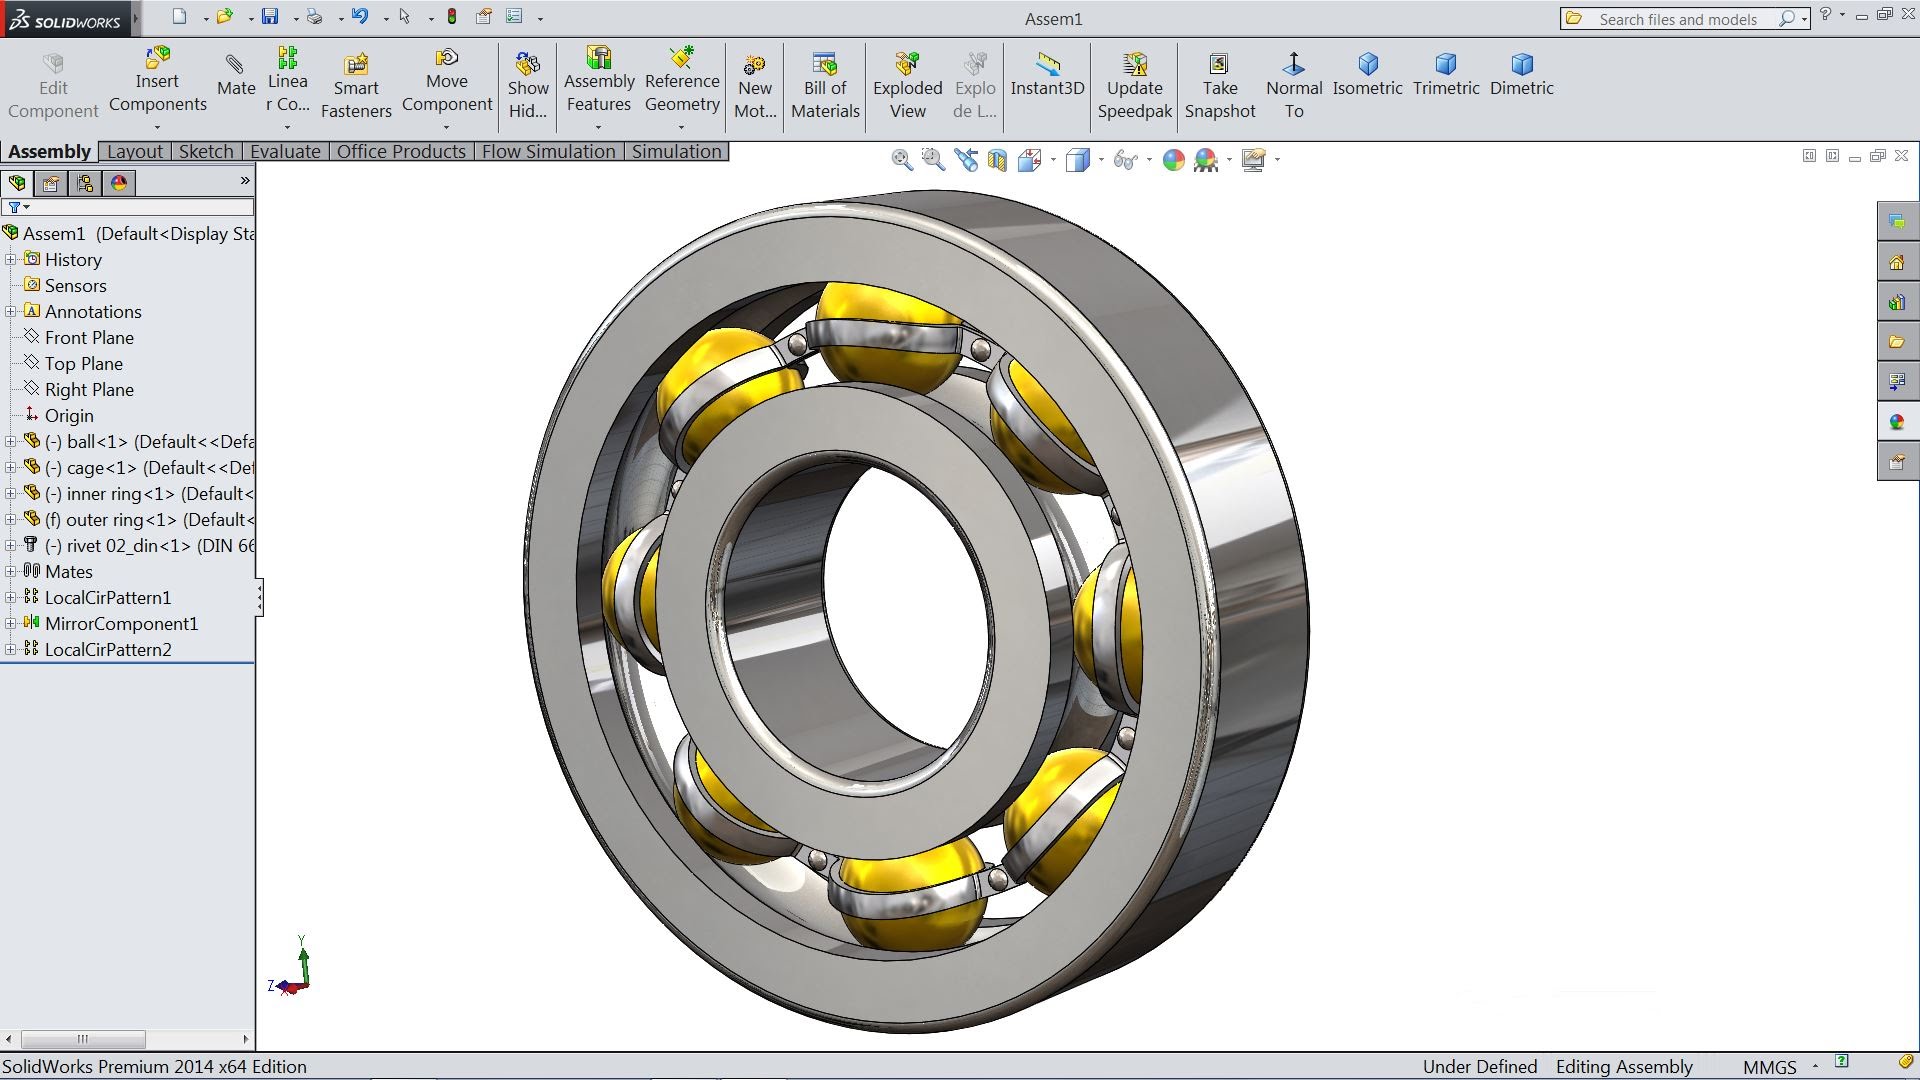 SOLIDWORKS
Assem1
Search files and models
Edit Component
Insert Components
Mate
Linea r Co...
Smart Fasteners
Move Component
Show Hid...
Assembly Features
Reference Geometry
New Mot...
Bill of Materials
Exploded View
Explo de L...
Instant3D
Update Speedpak
Take Snapshot
Normal To
Isometric
Trimetric
Dimetric
Assembly
Layout
Sketch
Evaluate
Office Products
Flow Simulation
Simulation
Assem1 (Default<Display Sta
History
Sensors
Annotations
Front Plane
Top Plane
Right Plane
Origin
(-) ball<1> (Default<<Defa
(-) cage<1> (Default<<Def
(-) inner ring<1> (Default<
(f) outer ring<1> (Default<
(-) rivet 02_din<1> (DIN 66
Mates
LocalCirPattern1
MirrorComponent1
LocalCirPattern2
Y
Z
X
SolidWorks Premium 2014 x64 Edition
Under Defined
Editing Assembly
MMGS